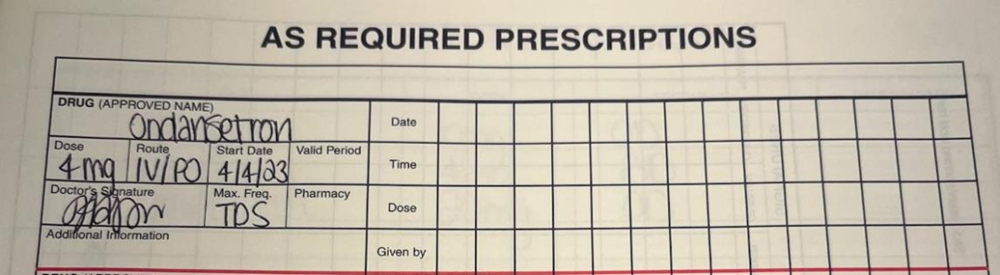 AS REQUIRED PRESCRIPTIONS
DRUG (APPROVED NAME)
Ondansetron
Date
Dose Route Start Date Valid Period
4mg IV/PO 4/4/23
Time
Doctor's Signature Max. Freq. Pharmacy
TDS
Dose
Additional Information
Given by